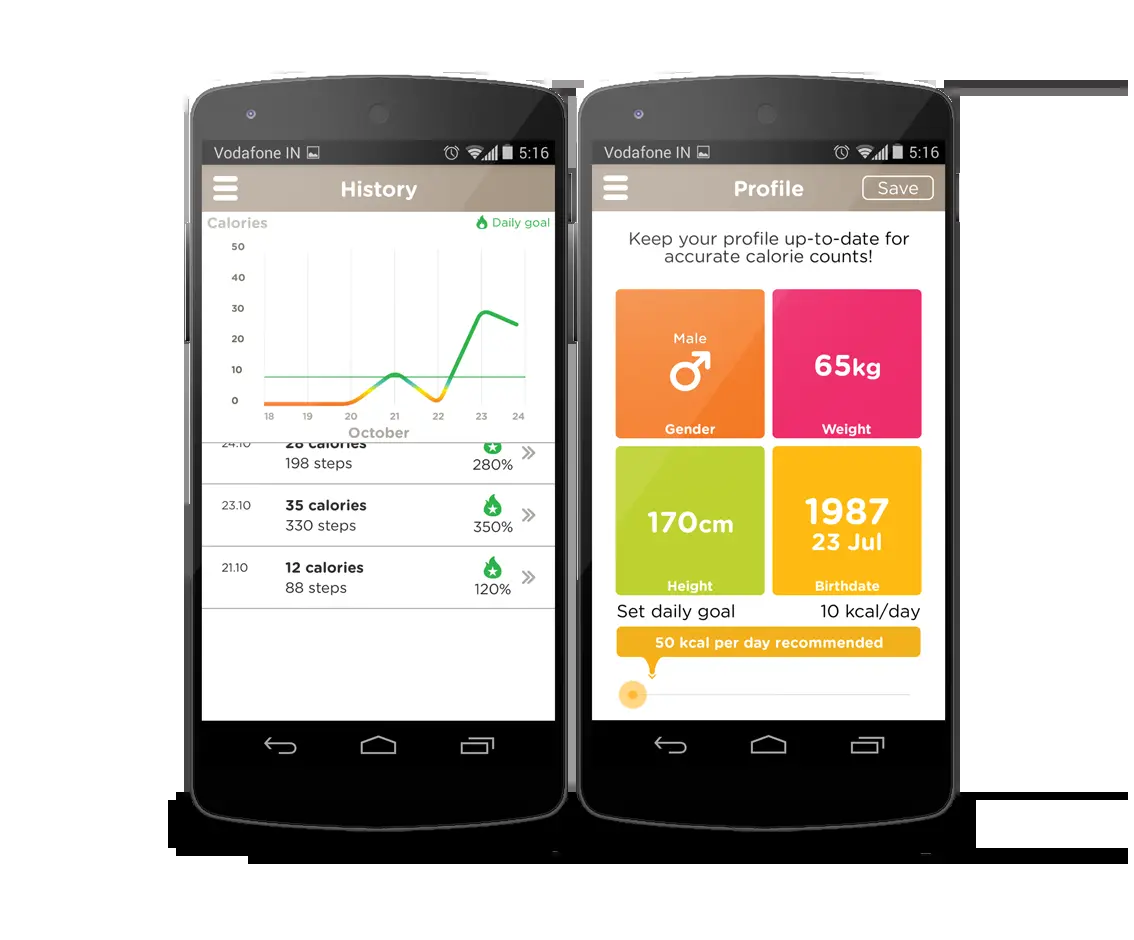 Vodafone IN 5:16
History
Calories Daily goal
50
40
30
20
10
0
18 19 20 21 22 23 24
October
24.10 28 calories
198 steps
280%
23.10 35 calories
330 steps
350%
21.10 12 calories
88 steps
120%
Vodafone IN 5:16
Profile Save
Keep your profile up-to-date for
accurate calorie counts!
Male
Gender
65kg
Weight
170cm
Height
1987
23 Jul
Birthdate
Set daily goal 10 kcal/day
50 kcal per day recommended